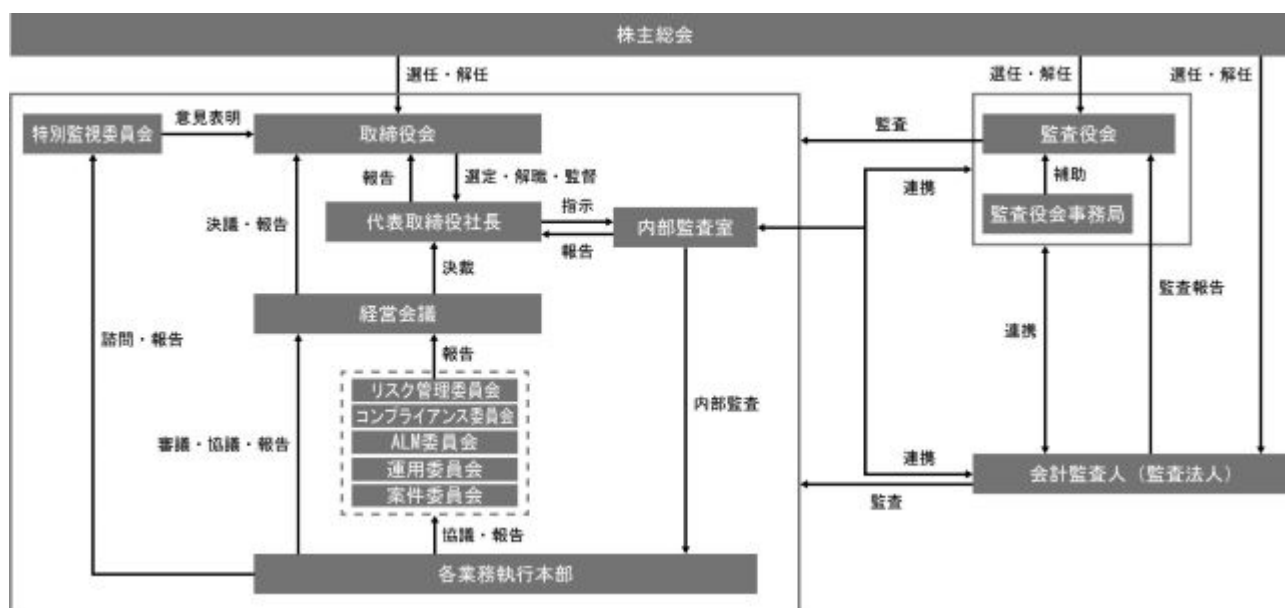 株主総会
選任・解任
選任・解任
選任・解任
特別監視委員会
意見表明
取締役会
監査
監査役会
報告
選定・解職・監督
連携
補助
決議・報告
代表取締役社長
指示
報告
内部監査室
監査役会事務局
決裁
経営会議
監査報告
諮問・報告
報告
連携
リスク管理委員会
コンプライアンス委員会
ALM委員会
運用委員会
案件委員会
内部監査
審議・協議・報告
連携
会計監査人（監査法人）
監査
協議・報告
各業務執行本部